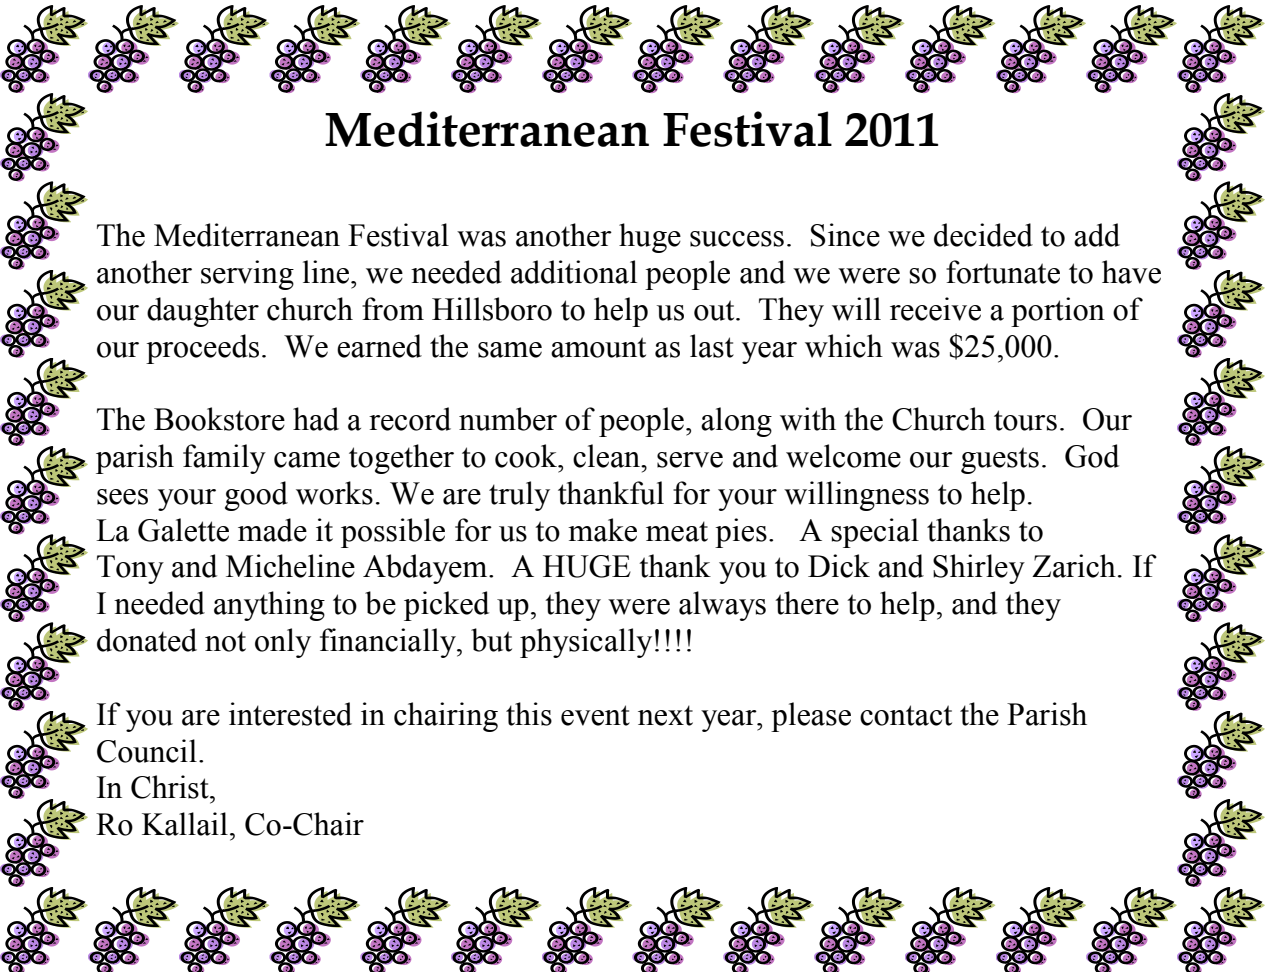 Mediterranean Festival 2011
The Mediterranean Festival was another huge success.  Since we decided to add
another serving line, we needed additional people and we were so fortunate to have
our daughter church from Hillsboro to help us out.  They will receive a portion of
our proceeds.  We earned the same amount as last year which was $25,000.
The Bookstore had a record number of people, along with the Church tours.  Our
parish family came together to cook, clean, serve and welcome our guests.  God
sees your good works. We are truly thankful for your willingness to help.
La Galette made it possible for us to make meat pies.   A special thanks to
Tony and Micheline Abdayem.  A HUGE thank you to Dick and Shirley Zarich. If
I needed anything to be picked up, they were always there to help, and they
donated not only financially, but physically!!!!
If you are interested in chairing this event next year, please contact the Parish
Council.
In Christ,
Ro Kallail, Co-Chair